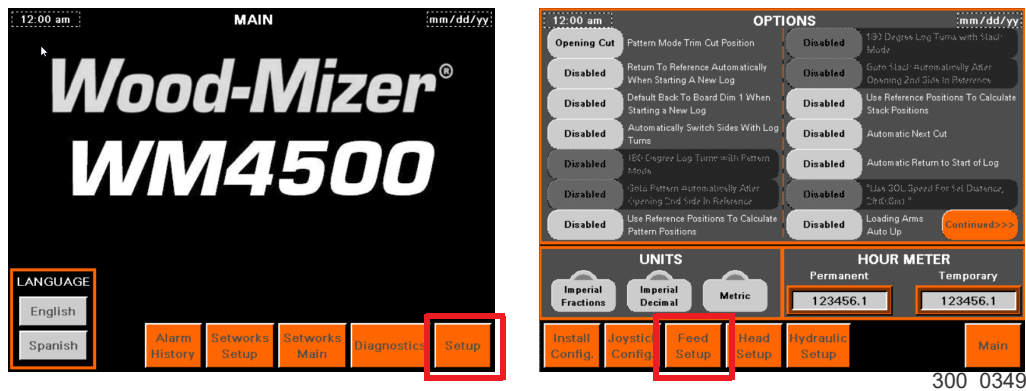 12:00 am
MAIN
mm/dd/yy
Wood-Mizer®
WM4500
LANGUAGE
English
Spanish
Alarm
History
Setworks
Setup
Setworks
Main
Diagnostics
Setup
12:00 am
OPTIONS
mm/dd/yy
Opening Cut
Pattern Mode Trim Cut Position
Disabled
Return To Reference Automatically
When Starting A New Log
Disabled
Default Back To Board Dim 1 When
Starting a New Log
Disabled
Automatically Switch Sides With Log
Turns
Disabled
180 Degree Log Turns with Pattern
Mode
Disabled
Goto Pattern Automatically After
Opening 2nd Side In Reference
Disabled
Use Reference Positions To Calculate
Pattern Positions
Disabled
180 Degree Log Turns with Stack
Mode
Disabled
Goto Stack Automatically After
Opening 2nd Side In Reference
Disabled
Use Reference Positions To Calculate
Stack Positions
Disabled
Automatic Next Cut
Disabled
Automatic Return to Start of Log
Disabled
"Use SOL Speed For Set Distance,
Disabled
Loading Arms
Auto Up
Continued>>>
UNITS
Imperial
Fractions
Imperial
Decimal
Metric
HOUR METER
Permanent
Temporary
123456.1
123456.1
Install
Config.
Joystick
Config.
Feed
Setup
Head
Setup
Hydraulic
Setup
Main
300_0349